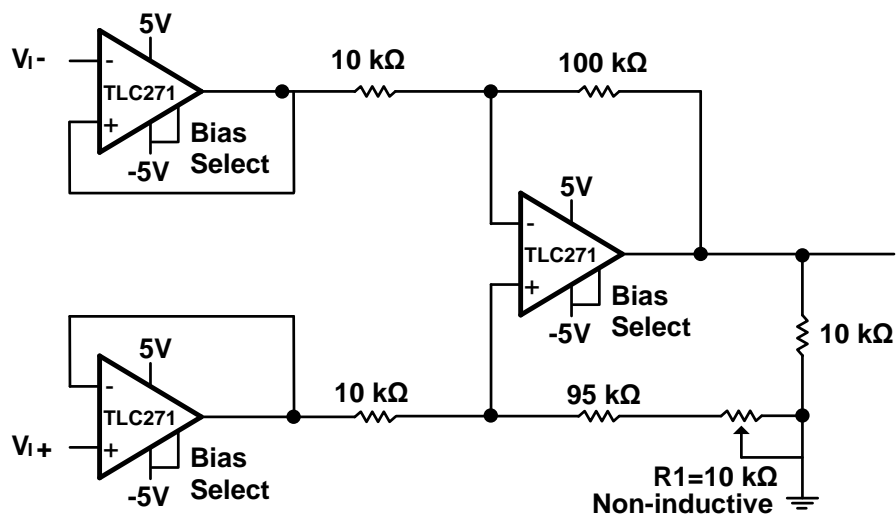 5V
10 kΩ
100 kΩ
VI-
-
TLC271
+
Bias
Select
-5V
5V
-
TLC271
+
Bias
Select
-5V
10 kΩ
5V
10 kΩ
95 kΩ
-
TLC271
VI+
+
Bias
Select
-5V
R1=10 kΩ
Non-inductive